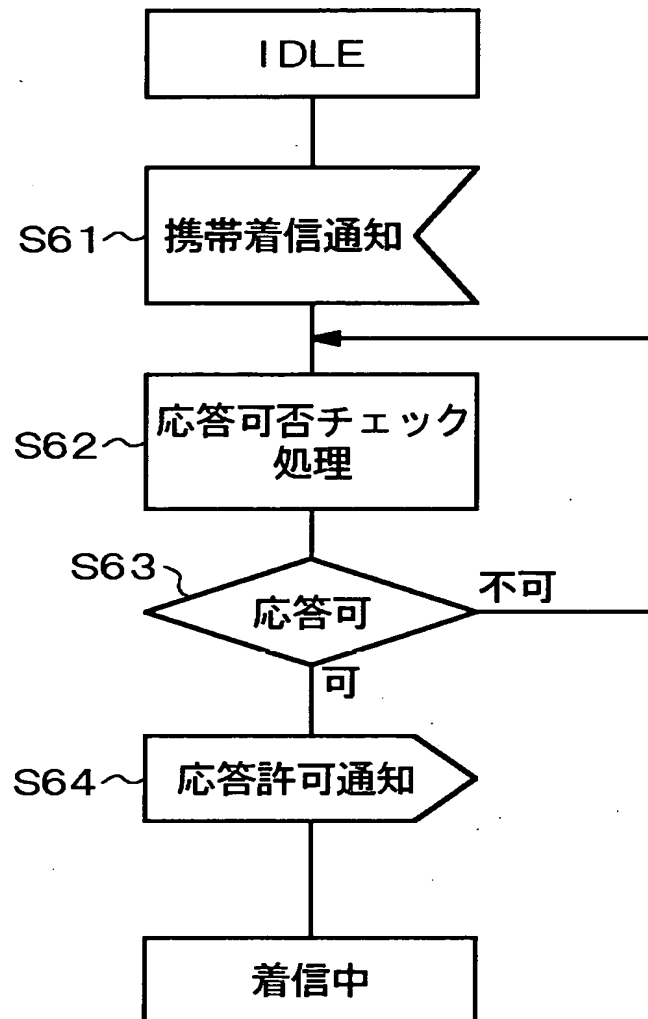 IDLE
S61
携帯着信通知
S62
応答可否チェック
処理
S63
応答可
不可
可
S64
応答許可通知
着信中